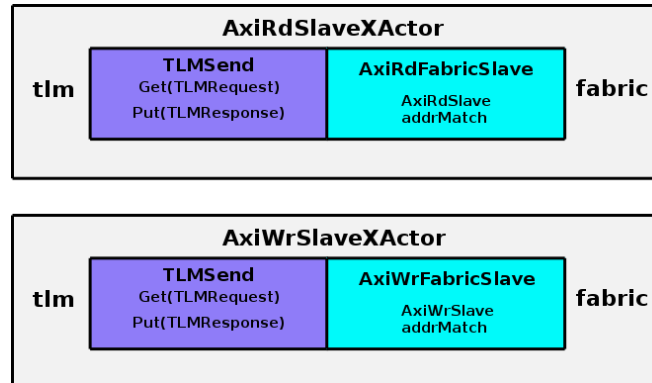 AxiRdSlaveXActor
tlm
TLMSend
Get(TLMRequest)
Put(TLMResponse)
AxiRdFabricSlave
AxiRdSlave
addrMatch
fabric
AxiWrSlaveXActor
tlm
TLMSend
Get(TLMRequest)
Put(TLMResponse)
AxiWrFabricSlave
AxiWrSlave
addrMatch
fabric